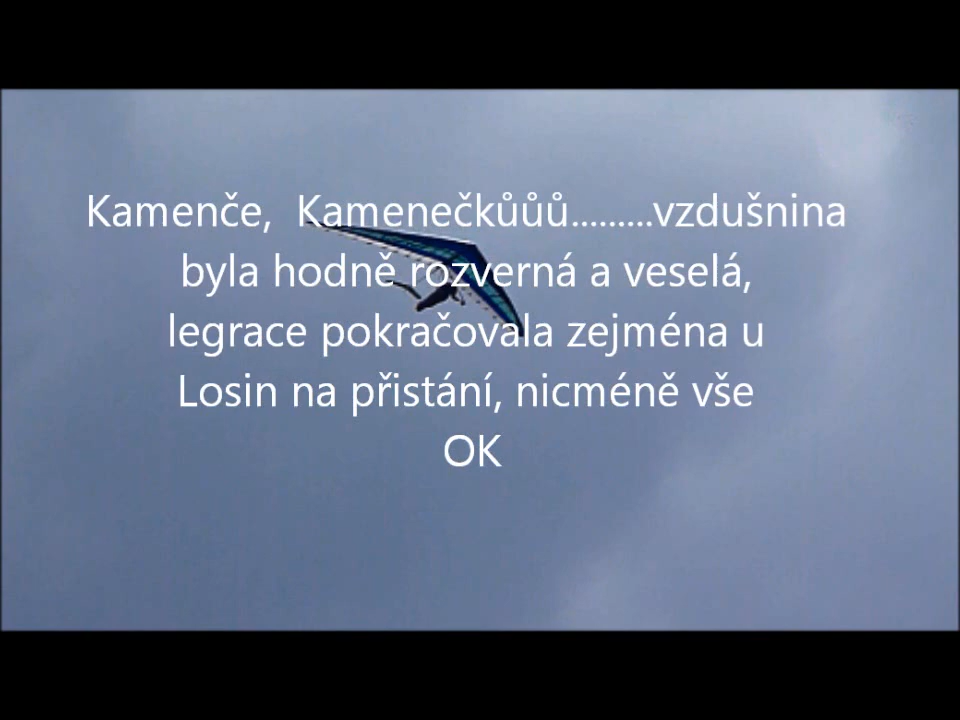 Kamenče,  Kamenečkůůů.........vzdušnina
byla hodně rozverná a veselá,
legrace pokračovala zejména u
Losin na přistání, nicméně vše
OK